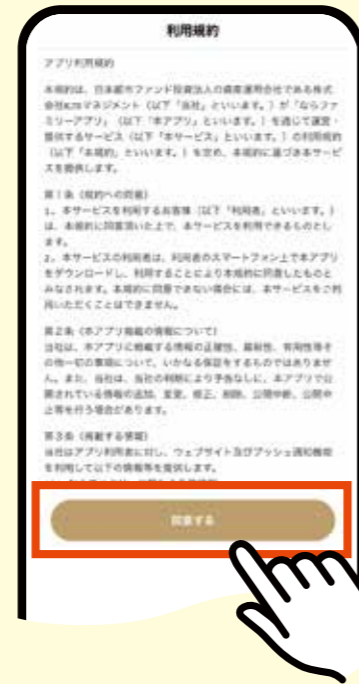 利用規約
アプリ利用規約
本規約は、日本都市ファンド投資法人の資産運用会社である株式
会社KJRマネジメント（以下「当社」といいます。）が「ならファ
ミリーアプリ」（以下「本アプリ」といいます。）を通じて運営・
提供するサービス（以下「本サービス」といいます。）の利用規約
（以下「本規約」といいます。）を定め、本規約に基づき本サービ
スを提供します。
第1条（規約への同意）
1、本サービスを利用するお客様（以下「利用者」といいます。）
は、本規約に同意頂いた上で、本サービスを利用できるものとし
ます。
2、本サービスの利用者は、利用者のスマートフォン上で本アプリ
をダウンロードし、利用することにより本規約に同意したものと
みなされます。本規約に同意できない場合には、本サービスをご利
用いただくことはできません。
第2条（本アプリ掲載の情報について）
当社は、本アプリに掲載する情報の正確性、最新性、有用性等そ
の他一切の事項について、いかなる保証をするものではありませ
ん。また、当社は、当社の判断により予告なしに、本アプリで公
開されている情報の追加、変更、修正、削除、公開中断、公開中
止等を行う場合があります。
第3条（掲載する情報）
当社はアプリ利用者に対し、ウェブサイト及びプッシュ通知機能
を利用して以下の情報等を提供します。
同意する